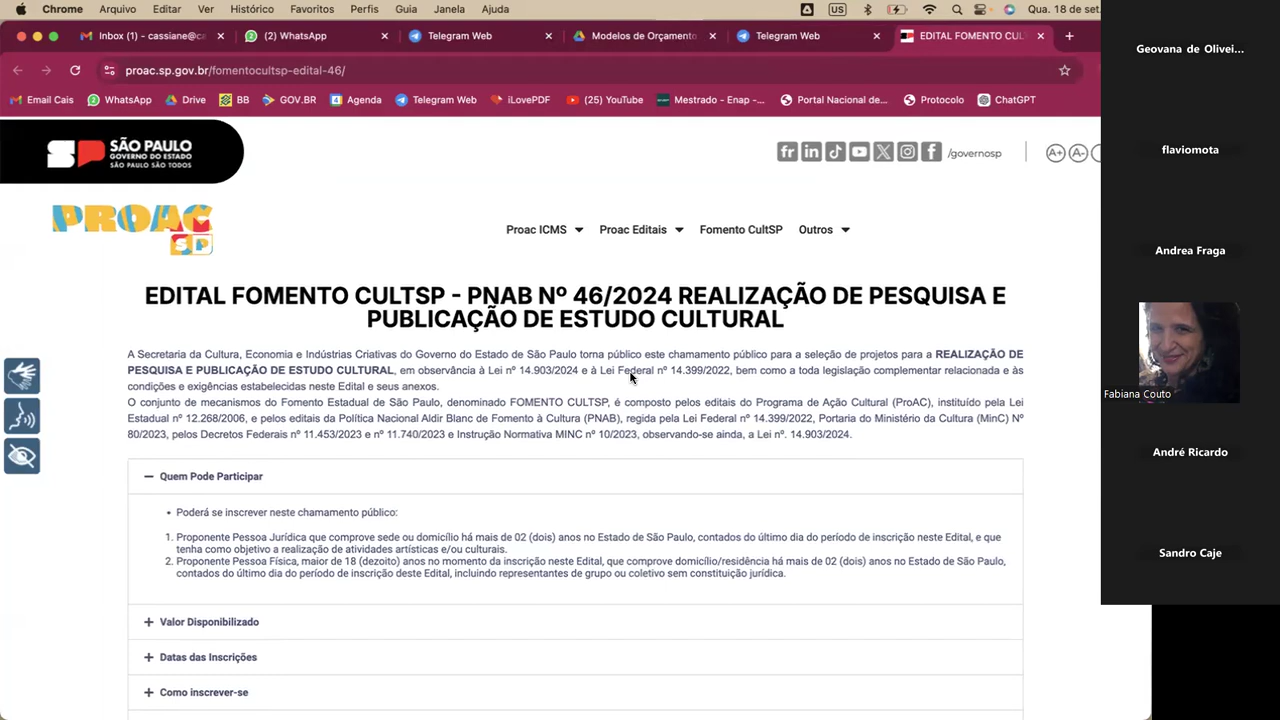 Chrome Arquivo Editar Ver Histórico Favoritos Perfis Guia Janela Ajuda US Qua. 18 de set.
Inbox (1) - cassiane@ca (2) WhatsApp Telegram Web Modelos de Orçamento Telegram Web EDITAL FOMENTO CUL
proac.sp.gov.br/fomentocultsp-edital-46/
Email Cais WhatsApp Drive BB GOV.BR Agenda Telegram Web iLovePDF (25) YouTube Mestrado - Enap -... Portal Nacional de... Protocolo ChatGPT
SÃO PAULO
GOVERNO DO ESTADO
SÃO PAULO SÃO TODOS
/governosp A+ A-
PROAC
SP
Proac ICMS Proac Editais Fomento CultSP Outros
EDITAL FOMENTO CULTSP - PNAB Nº 46/2024 REALIZAÇÃO DE PESQUISA E
PUBLICAÇÃO DE ESTUDO CULTURAL
A Secretaria da Cultura, Economia e Indústrias Criativas do Governo do Estado de São Paulo torna público este chamamento público para a seleção de projetos para a REALIZAÇÃO DE
PESQUISA E PUBLICAÇÃO DE ESTUDO CULTURAL, em observância à Lei nº 14.903/2024 e à Lei Federal nº 14.399/2022, bem como a toda legislação complementar relacionada e às
condições e exigências estabelecidas neste Edital e seus anexos.
O conjunto de mecanismos do Fomento Estadual de São Paulo, denominado FOMENTO CULTSP, é composto pelos editais do Programa de Ação Cultural (ProAC), instituído pela Lei
Estadual nº 12.268/2006, e pelos editais da Política Nacional Aldir Blanc de Fomento à Cultura (PNAB), regida pela Lei Federal nº 14.399/2022, Portaria do Ministério da Cultura (MinC) Nº
80/2023, pelos Decretos Federais nº 11.453/2023 e nº 11.740/2023 e Instrução Normativa MINC nº 10/2023, observando-se ainda, a Lei nº. 14.903/2024.
Quem Pode Participar
• Poderá se inscrever neste chamamento público:
1. Proponente Pessoa Jurídica que comprove sede ou domicílio há mais de 02 (dois) anos no Estado de São Paulo, contados do último dia do período de inscrição neste Edital, e que
tenha como objetivo a realização de atividades artísticas e/ou culturais.
2. Proponente Pessoa Física, maior de 18 (dezoito) anos no momento da inscrição neste Edital, que comprove domicílio/residência há mais de 02 (dois) anos no Estado de São Paulo,
contados do último dia do período de inscrição deste Edital, incluindo representantes de grupo ou coletivo sem constituição jurídica.
Valor Disponibilizado
Datas das Inscrições
Como inscrever-se
Geovana de Olivei...
flaviomota
Andrea Fraga
Fabiana Couto
André Ricardo
Sandro Caje